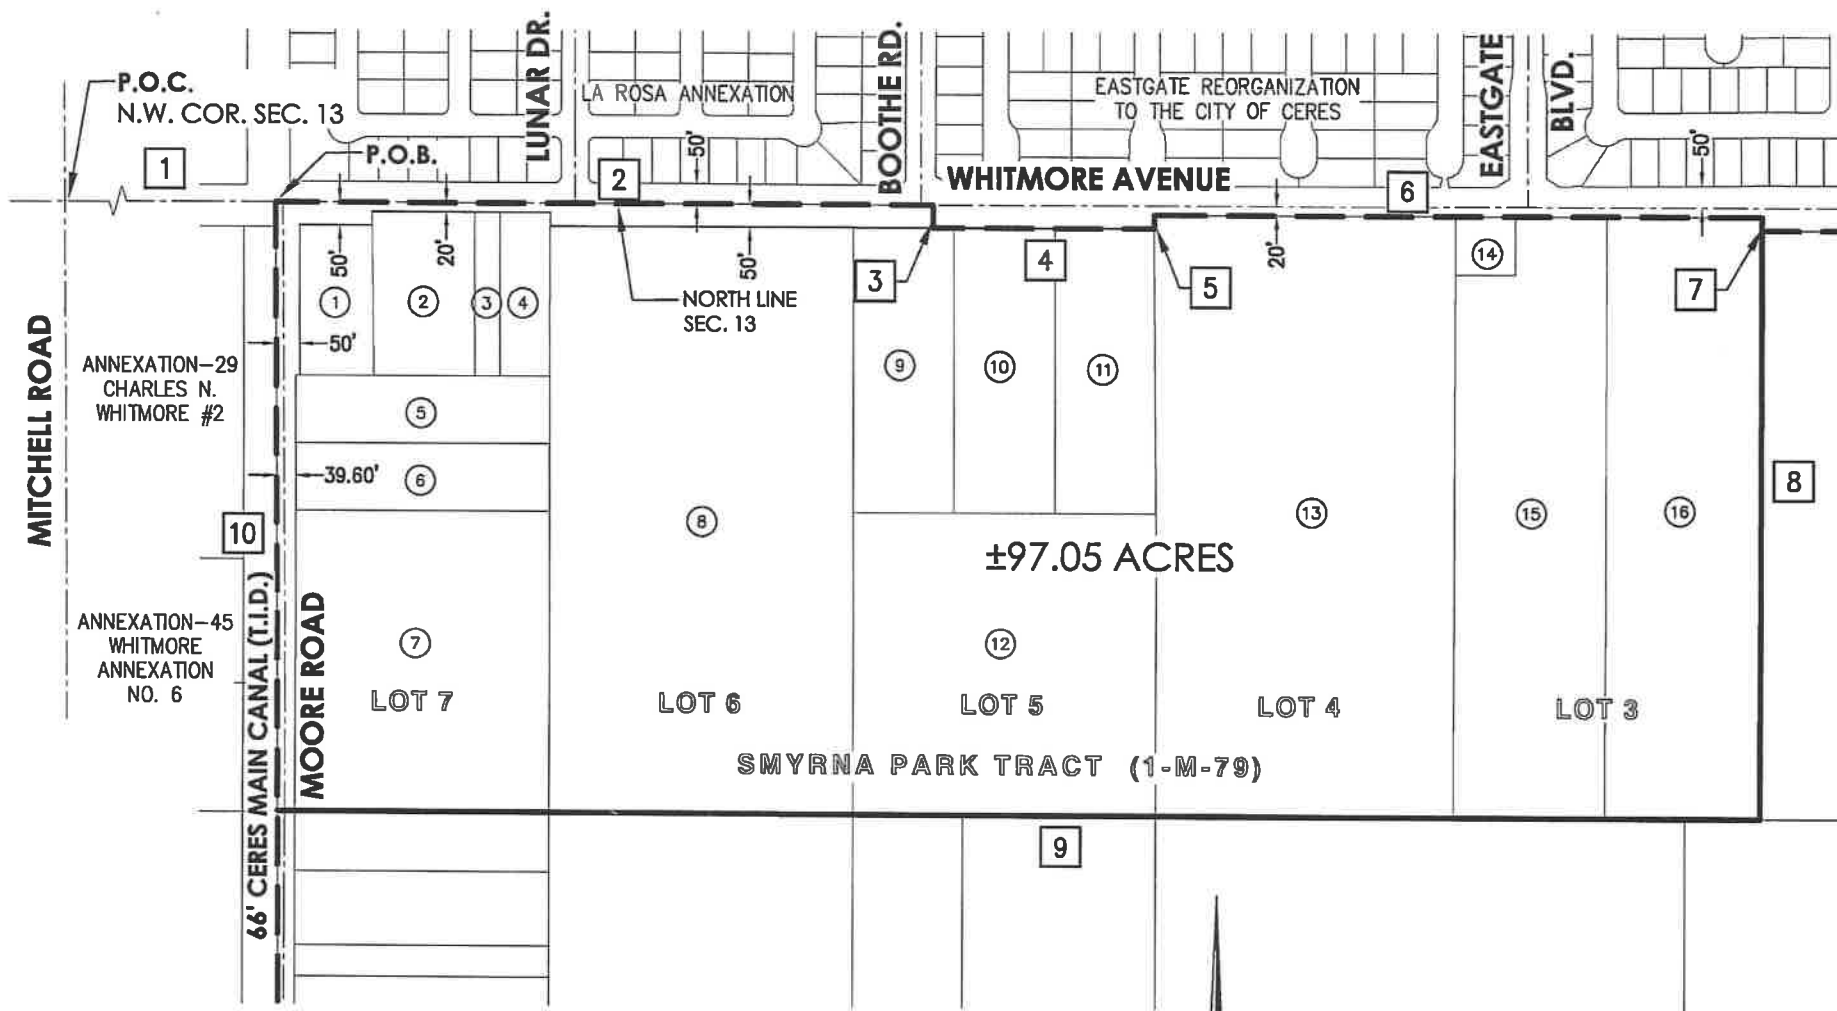 P.O.C.
N.W. COR. SEC. 13
1
P.O.B.
LUNAR DR.
LA ROSA ANNEXATION
50'
2
BOOTHE RD.
EASTGATE REORGANIZATION
TO THE CITY OF CERES
WHITMORE AVENUE
6
EASTGATE
BLVD.
50'
50'
20'
50'
3
4
5
20'
14
7
1
2
3
4
NORTH LINE
SEC. 13
50'
MITCHELL ROAD
ANNEXATION-29
CHARLES N.
WHITMORE #2
5
9
10
11
39.60'
6
8
10
8
13
15
16
±97.05 ACRES
ANNEXATION-45
WHITMORE
ANNEXATION
NO. 6
66' CERES MAIN CANAL (T.I.D.)
MOORE ROAD
7
12
LOT 7
LOT 6
LOT 5
LOT 4
LOT 3
SMYRNA PARK TRACT (1-M-79)
9